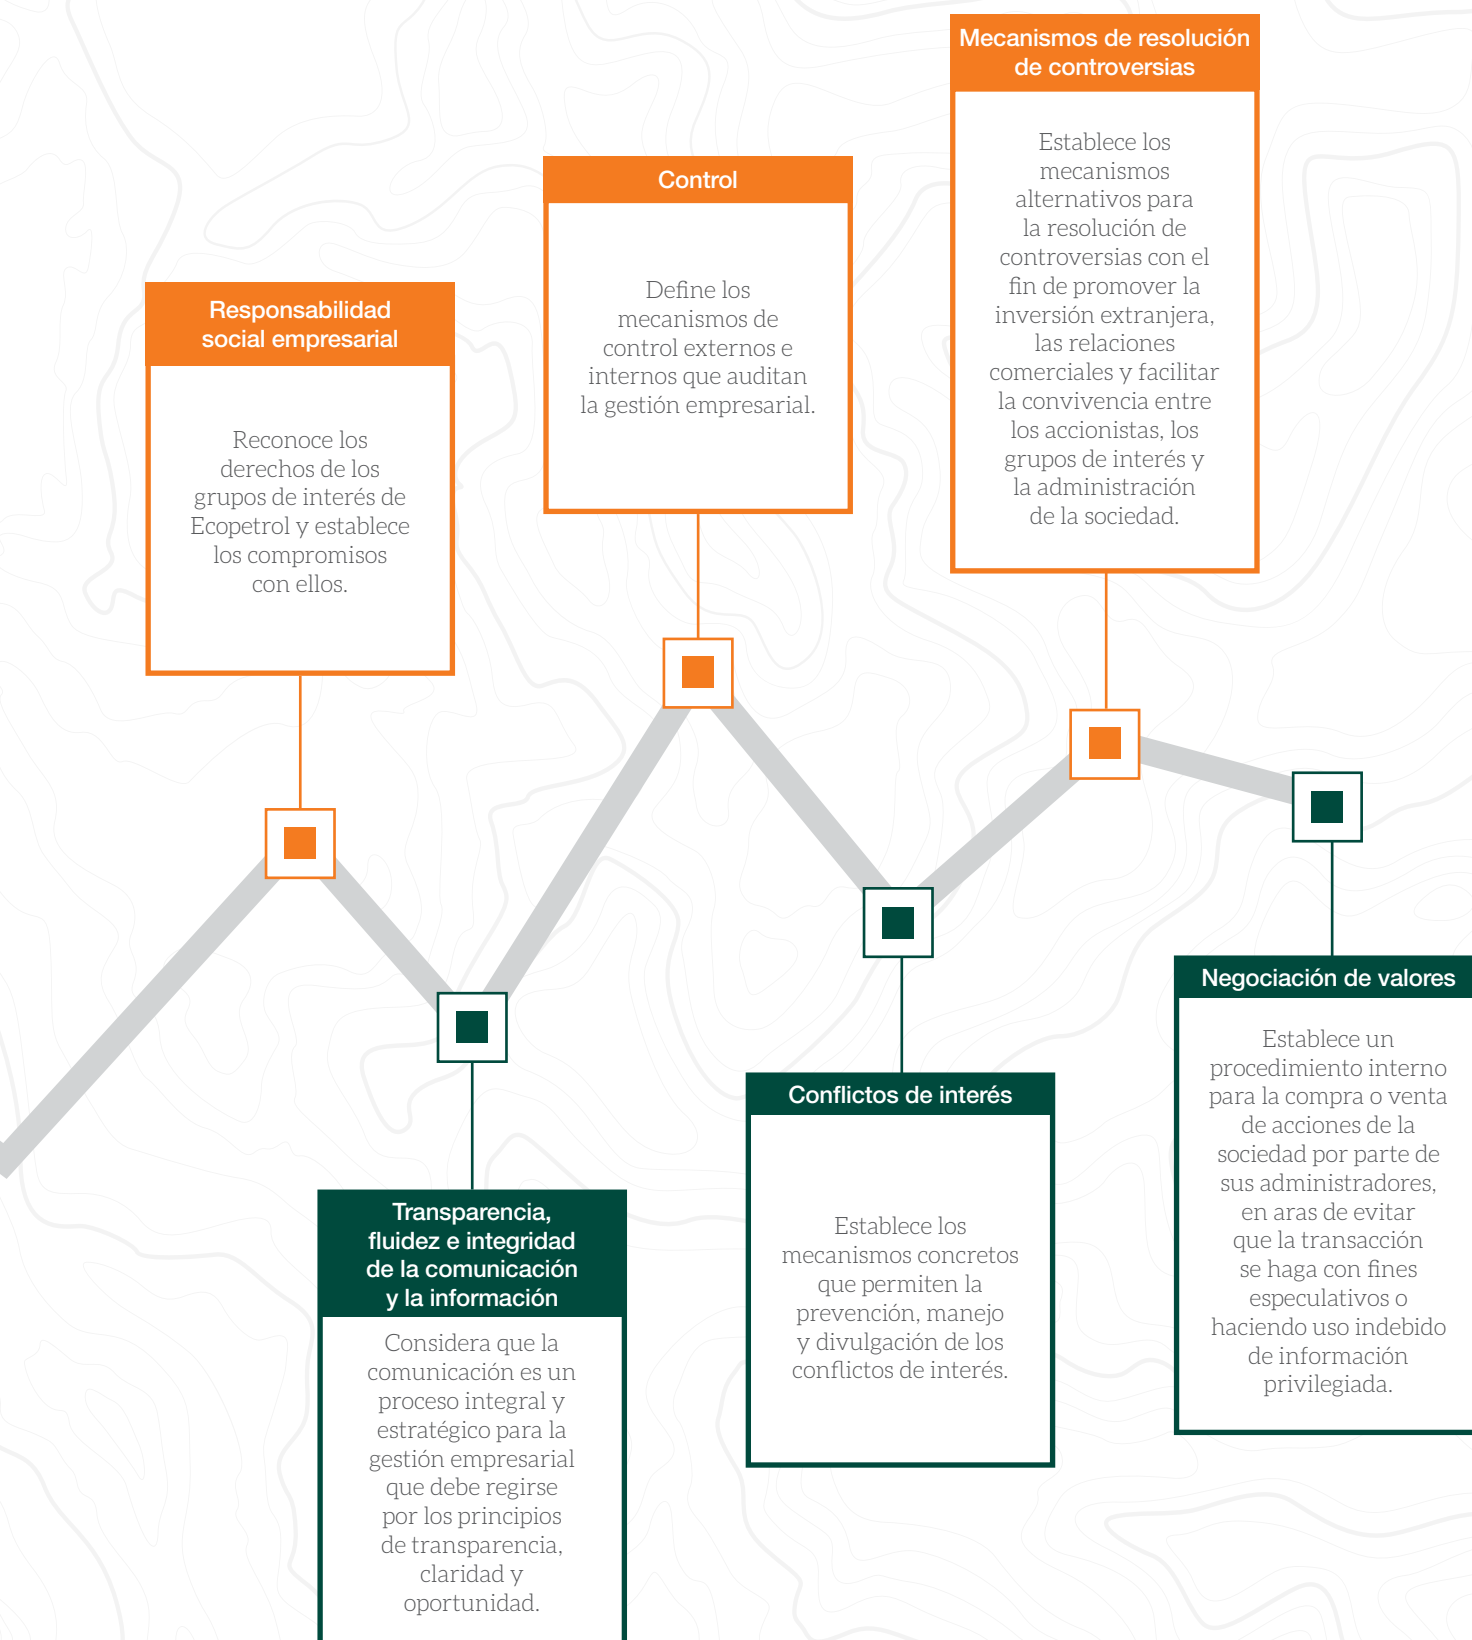 Responsabilidad
social empresarial
Reconoce los
derechos de los
grupos de interés de
Ecopetrol y establece
los compromisos
con ellos.
Transparencia,
fluidez e integridad
de la comunicación
y la información
Considera que la
comunicación es un
proceso integral y
estratégico para la
gestión empresarial
que debe regirse
por los principios
de transparencia,
claridad y
oportunidad.
Control
Define los
mecanismos de
control externos e
internos que auditan
la gestión empresarial.
Conflictos de interés
Establece los
mecanismos concretos
que permiten la
prevención, manejo
y divulgación de los
conflictos de interés.
Mecanismos de resolución
de controversias
Establece los
mecanismos
alternativos para
la resolución de
controversias con el
fin de promover la
inversión extranjera,
las relaciones
comerciales y facilitar
la convivencia entre
los accionistas, los
grupos de interés y
la administración
de la sociedad.
Negociación de valores
Establece un
procedimiento interno
para la compra o venta
de acciones de la
sociedad por parte de
sus administradores,
en aras de evitar
que la transacción
se haga con fines
especulativos o
haciendo uso indebido
de información
privilegiada.